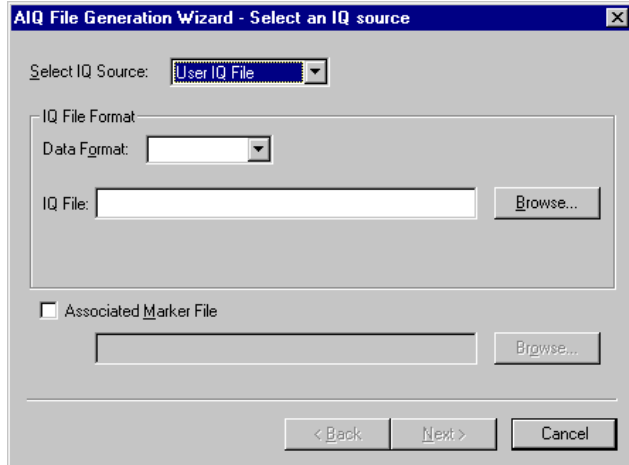 AIQ File Generation Wizard - Select an IQ source
Select IQ Source: User IQ File
IQ File Format
Data Format:
IQ File: Browse...
Associated Marker File
Browse...
< Back Next > Cancel